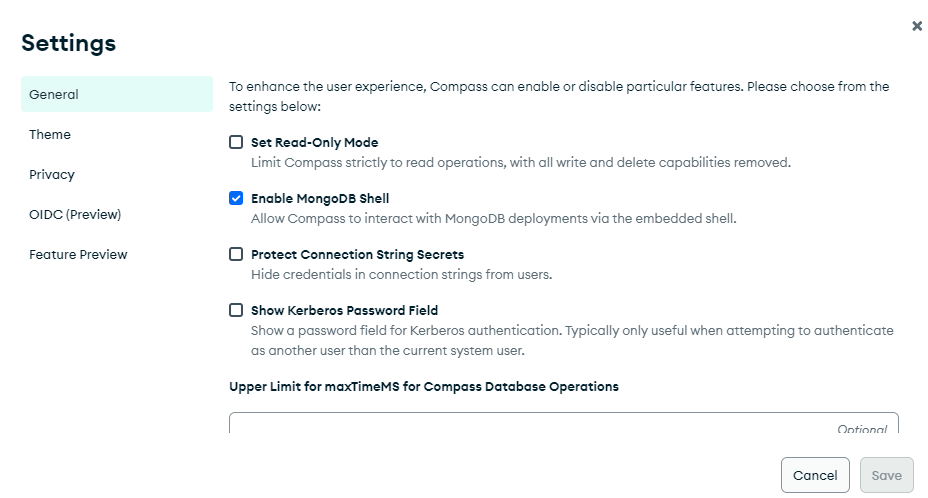 Settings
General
Theme
Privacy
OIDC (Preview)
Feature Preview
To enhance the user experience, Compass can enable or disable particular features. Please choose from the
settings below:
Set Read-Only Mode
Limit Compass strictly to read operations, with all write and delete capabilities removed.
Enable MongoDB Shell
Allow Compass to interact with MongoDB deployments via the embedded shell.
Protect Connection String Secrets
Hide credentials in connection strings from users.
Show Kerberos Password Field
Show a password field for Kerberos authentication. Typically only useful when attempting to authenticate
as another user than the current system user.
Upper Limit for maxTimeMS for Compass Database Operations
Optional
Cancel
Save